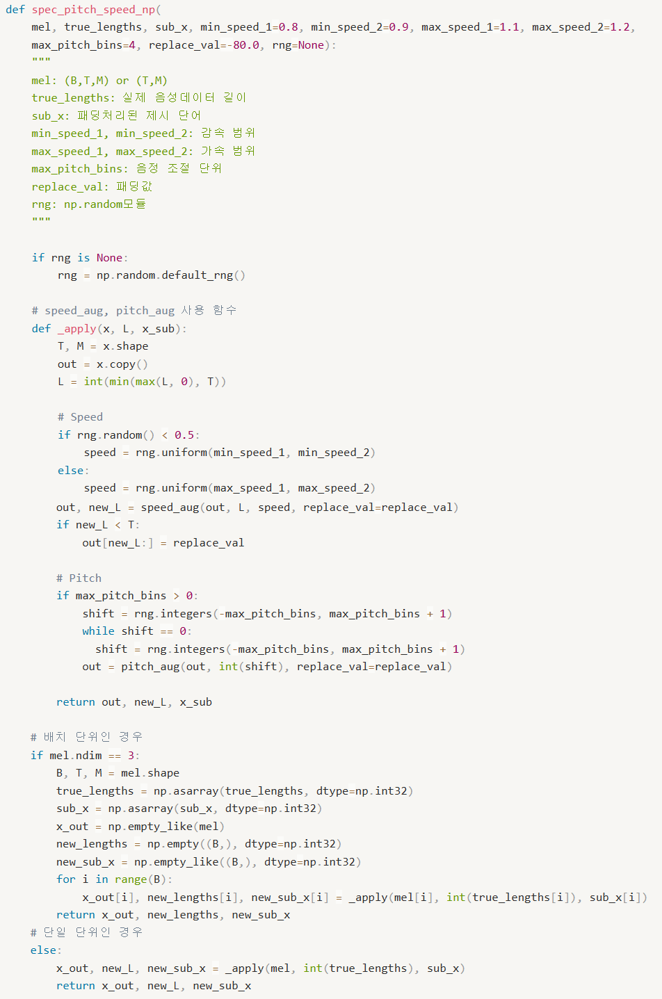 def spec_pitch_speed_np(
    mel, true_lengths, sub_x, min_speed_1=0.8, min_speed_2=0.9, max_speed_1=1.1, max_speed_2=1.2,
    max_pitch_bins=4, replace_val=-80.0, rng=None):
    """
    mel: (B,T,M) or (T,M)
    true_lengths: 실제 음성데이터 길이
    sub_x: 패딩처리된 제시 단어
    min_speed_1, min_speed_2: 감속 범위
    max_speed_1, max_speed_2: 가속 범위
    max_pitch_bins: 음정 조절 단위
    replace_val: 패딩값
    rng: np.random모듈
    """

    if rng is None:
        rng = np.random.default_rng()

    # speed_aug, pitch_aug 사용 함수
    def _apply(x, L, x_sub):
        T, M = x.shape
        out = x.copy()
        L = int(min(max(L, 0), T))

        # Speed
        if rng.random() < 0.5:
            speed = rng.uniform(min_speed_1, min_speed_2)
        else:
            speed = rng.uniform(max_speed_1, max_speed_2)
        out, new_L = speed_aug(out, L, speed, replace_val=replace_val)
        if new_L < T:
            out[new_L:] = replace_val

        # Pitch
        if max_pitch_bins > 0:
            shift = rng.integers(-max_pitch_bins, max_pitch_bins + 1)
            while shift == 0:
              shift = rng.integers(-max_pitch_bins, max_pitch_bins + 1)
            out = pitch_aug(out, int(shift), replace_val=replace_val)

        return out, new_L, x_sub

    # 배치 단위인 경우
    if mel.ndim == 3:
        B, T, M = mel.shape
        true_lengths = np.asarray(true_lengths, dtype=np.int32)
        sub_x = np.asarray(sub_x, dtype=np.int32)
        x_out = np.empty_like(mel)
        new_lengths = np.empty((B,), dtype=np.int32)
        new_sub_x = np.empty_like((B,), dtype=np.int32)
        for i in range(B):
            x_out[i], new_lengths[i], new_sub_x[i] = _apply(mel[i], int(true_lengths[i]), sub_x[i])
        return x_out, new_lengths, new_sub_x
    # 단일 단위인 경우
    else:
        x_out, new_L, new_sub_x = _apply(mel, int(true_lengths), sub_x)
        return x_out, new_L, new_sub_x